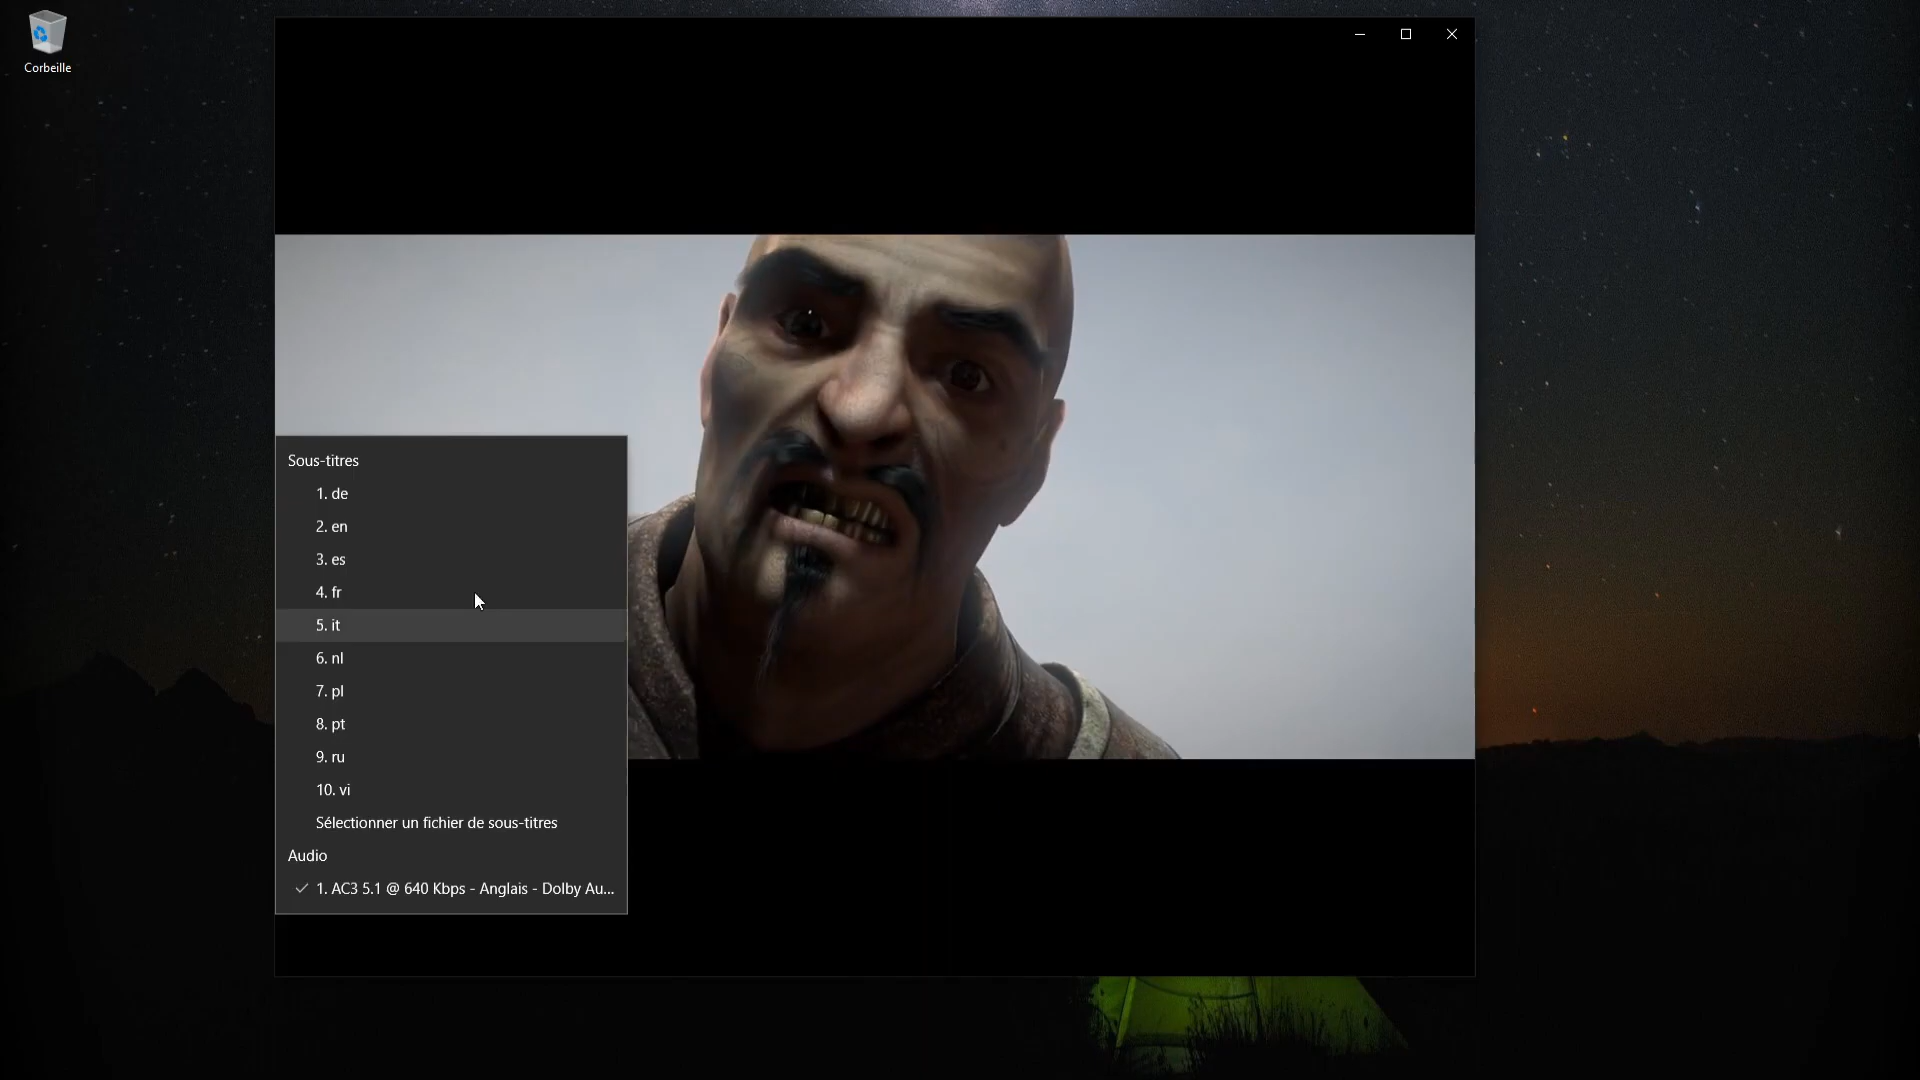 Corbeille
Sous-titres
1. de
2. en
3. es
4. fr
5. it
6. nl
7. pl
8. pt
9. ru
10. vi
Sélectionner un fichier de sous-titres
Audio
1. AC3 5.1 @ 640 Kbps - Anglais - Dolby Au...